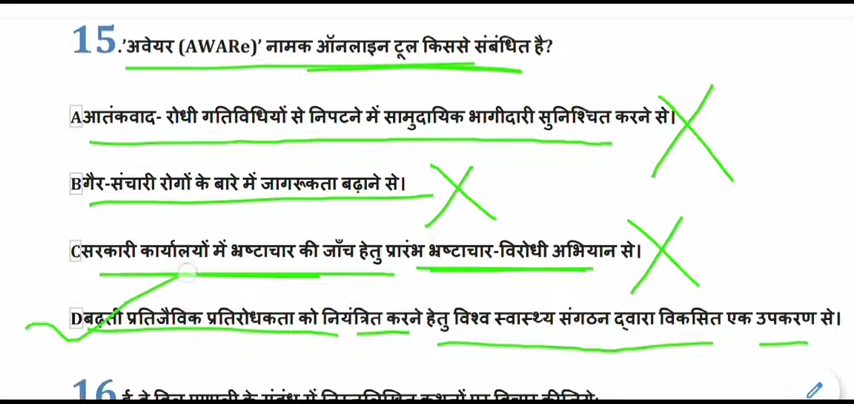 15.'अवेयर (AWARe)' नामक ऑनलाइन टूल किससे संबंधित है?
Aआतंकवाद- रोधी गतिविधियों से निपटने में सामुदायिक भागीदारी सुनिश्चित करने से।
Bगैर-संचारी रोगों के बारे में जागरूकता बढ़ाने से।
Cसरकारी कार्यालयों में भ्रष्टाचार की जाँच हेतु प्रारंभ भ्रष्टाचार-विरोधी अभियान से।
Dबढ़ती प्रतिजैविक प्रतिरोधकता को नियंत्रित करने हेतु विश्व स्वास्थ्य संगठन द्वारा विकसित एक उपकरण से।
16